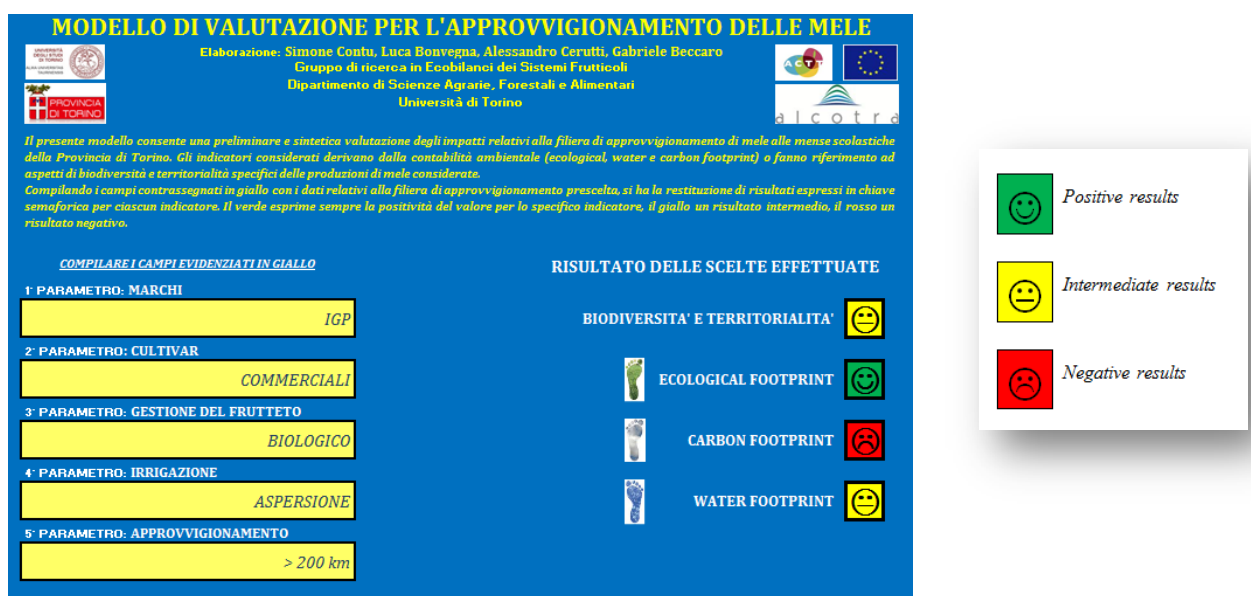 MODELLO DI VALUTAZIONE PER L'APPROVVIGIONAMENTO DELLE MELE
Elaborazione: Simone Contu, Luca Bonvegna, Alessandro Cerutti, Gabriele Beccaro
Gruppo di ricerca in Ecobilanci dei Sistemi Frutticoli
Dipartimento di Scienze Agrarie, Forestali e Alimentari
Università di Torino
UNIVERSITÀ
DEGLI STUDI
DI TORINO
ALMA UNIVERSITAS
TAURINENSIS
PROVINCIA
DI TORINO
ACTT
alcotra
Il presente modello consente una preliminare e sintetica valutazione degli impatti relativi alla filiera di approvvigionamento di mele alle mense scolastiche
della Provincia di Torino. Gli indicatori considerati derivano dalla contabilità ambientale (ecological, water e carbon footprint) o fanno riferimento ad
aspetti di biodiversità e territorialità specifici delle produzioni di mele considerate.
Compilando i campi contrassegnati in giallo con i dati relativi alla filiera di approvvigionamento prescelta, si ha la restituzione di risultati espressi in chiave
semaforica per ciascun indicatore. Il verde esprime sempre la positività del valore per lo specifico indicatore, il giallo un risultato intermedio, il rosso un
risultato negativo.
COMPILARE I CAMPI EVIDENZIATI IN GIALLO
1° PARAMETRO: MARCHI
IGP
2° PARAMETRO: CULTIVAR
COMMERCIALI
3° PARAMETRO: GESTIONE DEL FRUTTETO
BIOLOGICO
4° PARAMETRO: IRRIGAZIONE
ASPERSIONE
5° PARAMETRO: APPROVVIGIONAMENTO
> 200 km
RISULTATO DELLE SCELTE EFFETTUATE
BIODIVERSITA' E TERRITORIALITA'
ECOLOGICAL FOOTPRINT
CARBON FOOTPRINT
WATER FOOTPRINT
Positive results
Intermediate results
Negative results